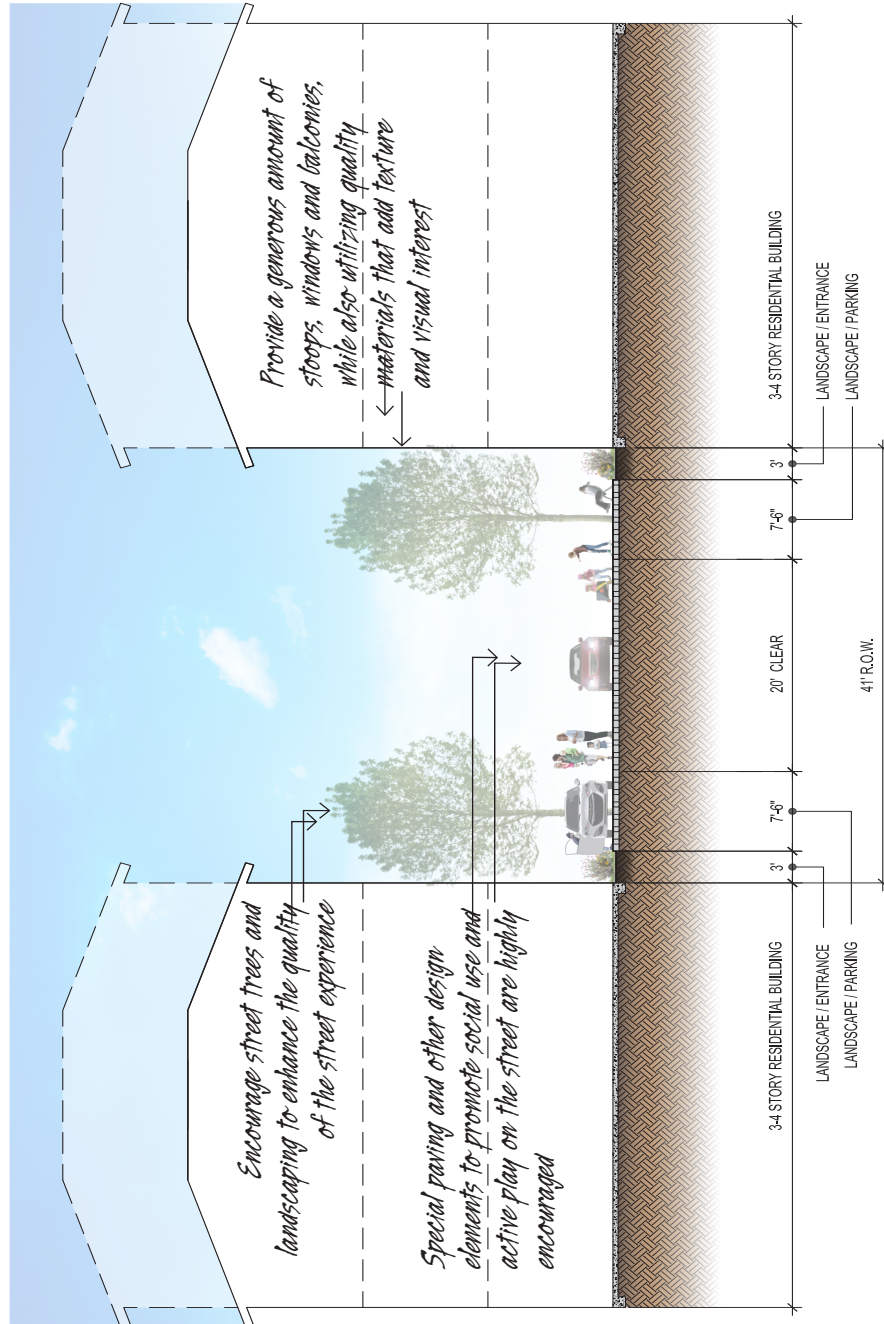 Encourage street trees and
landscaping to enhance the quality
of the street experience
Special paving and other design
elements to promote social use and
active play on the street are highly
encouraged
Provide a generous amount of
stoops, windows and balconies,
while also utilizing quality
materials that add texture
and visual interest
3-4 STORY RESIDENTIAL BUILDING
3'
7'-6"
20' CLEAR
7'-6"
3'
3-4 STORY RESIDENTIAL BUILDING
LANDSCAPE / ENTRANCE
LANDSCAPE / PARKING
41' R.O.W.
LANDSCAPE / ENTRANCE
LANDSCAPE / PARKING